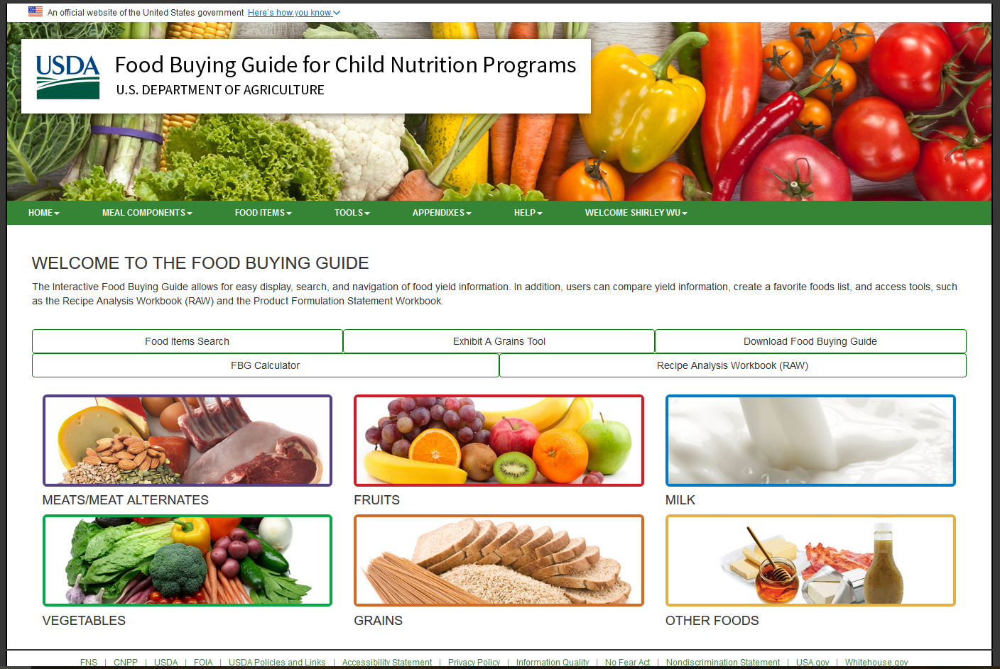 An official website of the United States government Here's how you know
USDA
Food Buying Guide for Child Nutrition Programs
U.S. DEPARTMENT OF AGRICULTURE
HOME MEAL COMPONENTS FOOD ITEMS TOOLS APPENDIXES HELP WELCOME SHIRLEY WU
WELCOME TO THE FOOD BUYING GUIDE
The Interactive Food Buying Guide allows for easy display, search, and navigation of food yield information. In addition, users can compare yield information, create a favorite foods list, and access tools, such
as the Recipe Analysis Workbook (RAW) and the Product Formulation Statement Workbook.
Food Items Search Exhibit A Grains Tool Download Food Buying Guide
FBG Calculator Recipe Analysis Workbook (RAW)
MEATS/MEAT ALTERNATES FRUITS MILK
VEGETABLES GRAINS OTHER FOODS
FNS | CNPP | USDA | FOIA | USDA Policies and Links | Accessibility Statement | Privacy Policy | Information Quality | No Fear Act | Nondiscrimination Statement | USA.gov | Whitehouse.gov